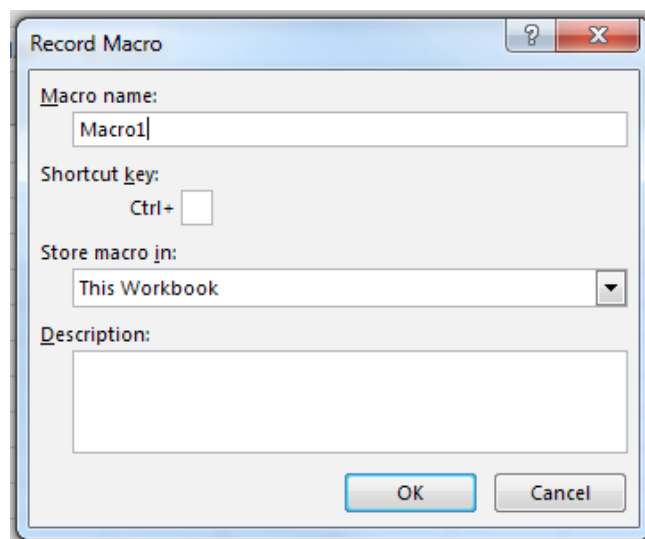 Record Macro
Macro name:
Macro1
Shortcut key:
Ctrl+
Store macro in:
This Workbook
Description:
OK Cancel